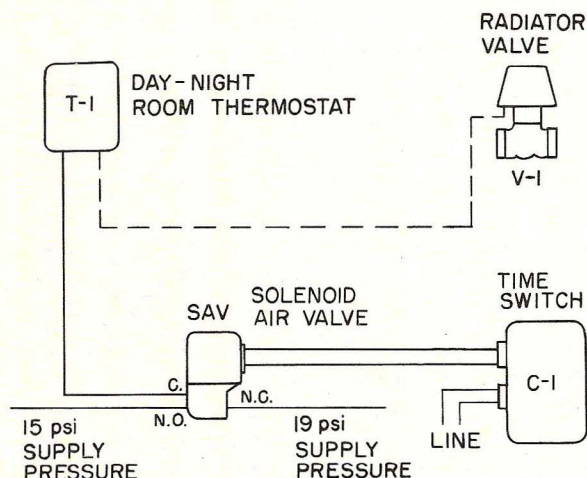 RADIATOR
VALVE
T-1
DAY-NIGHT
ROOM THERMOSTAT
V-1
SAV
SOLENOID
AIR VALVE
TIME
SWITCH
C-1
C.
N.C.
N.O.
LINE
15 psi
SUPPLY
PRESSURE
19 psi
SUPPLY
PRESSURE